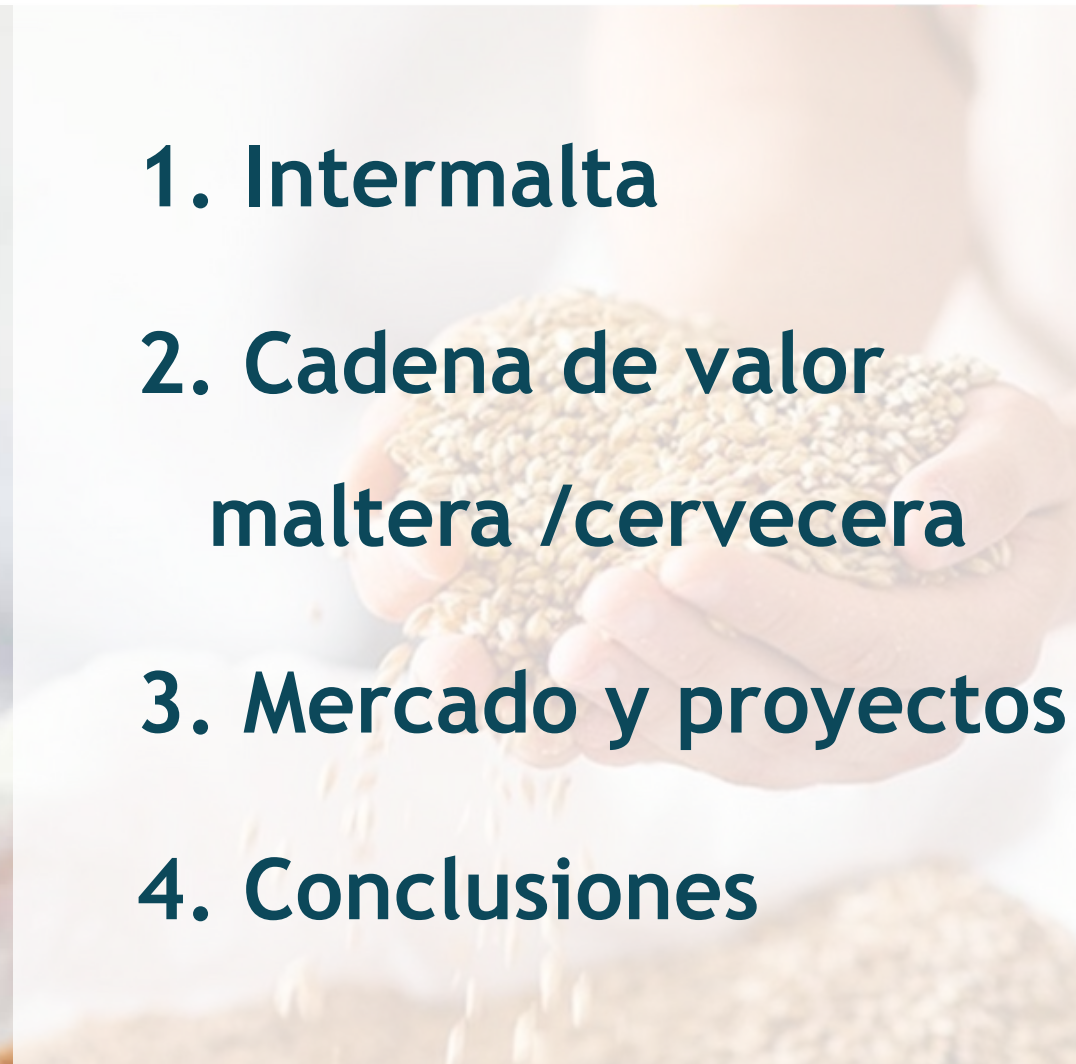 1. Intermalta
2. Cadena de valor
maltera /cervecera
3. Mercado y proyectos
4. Conclusiones